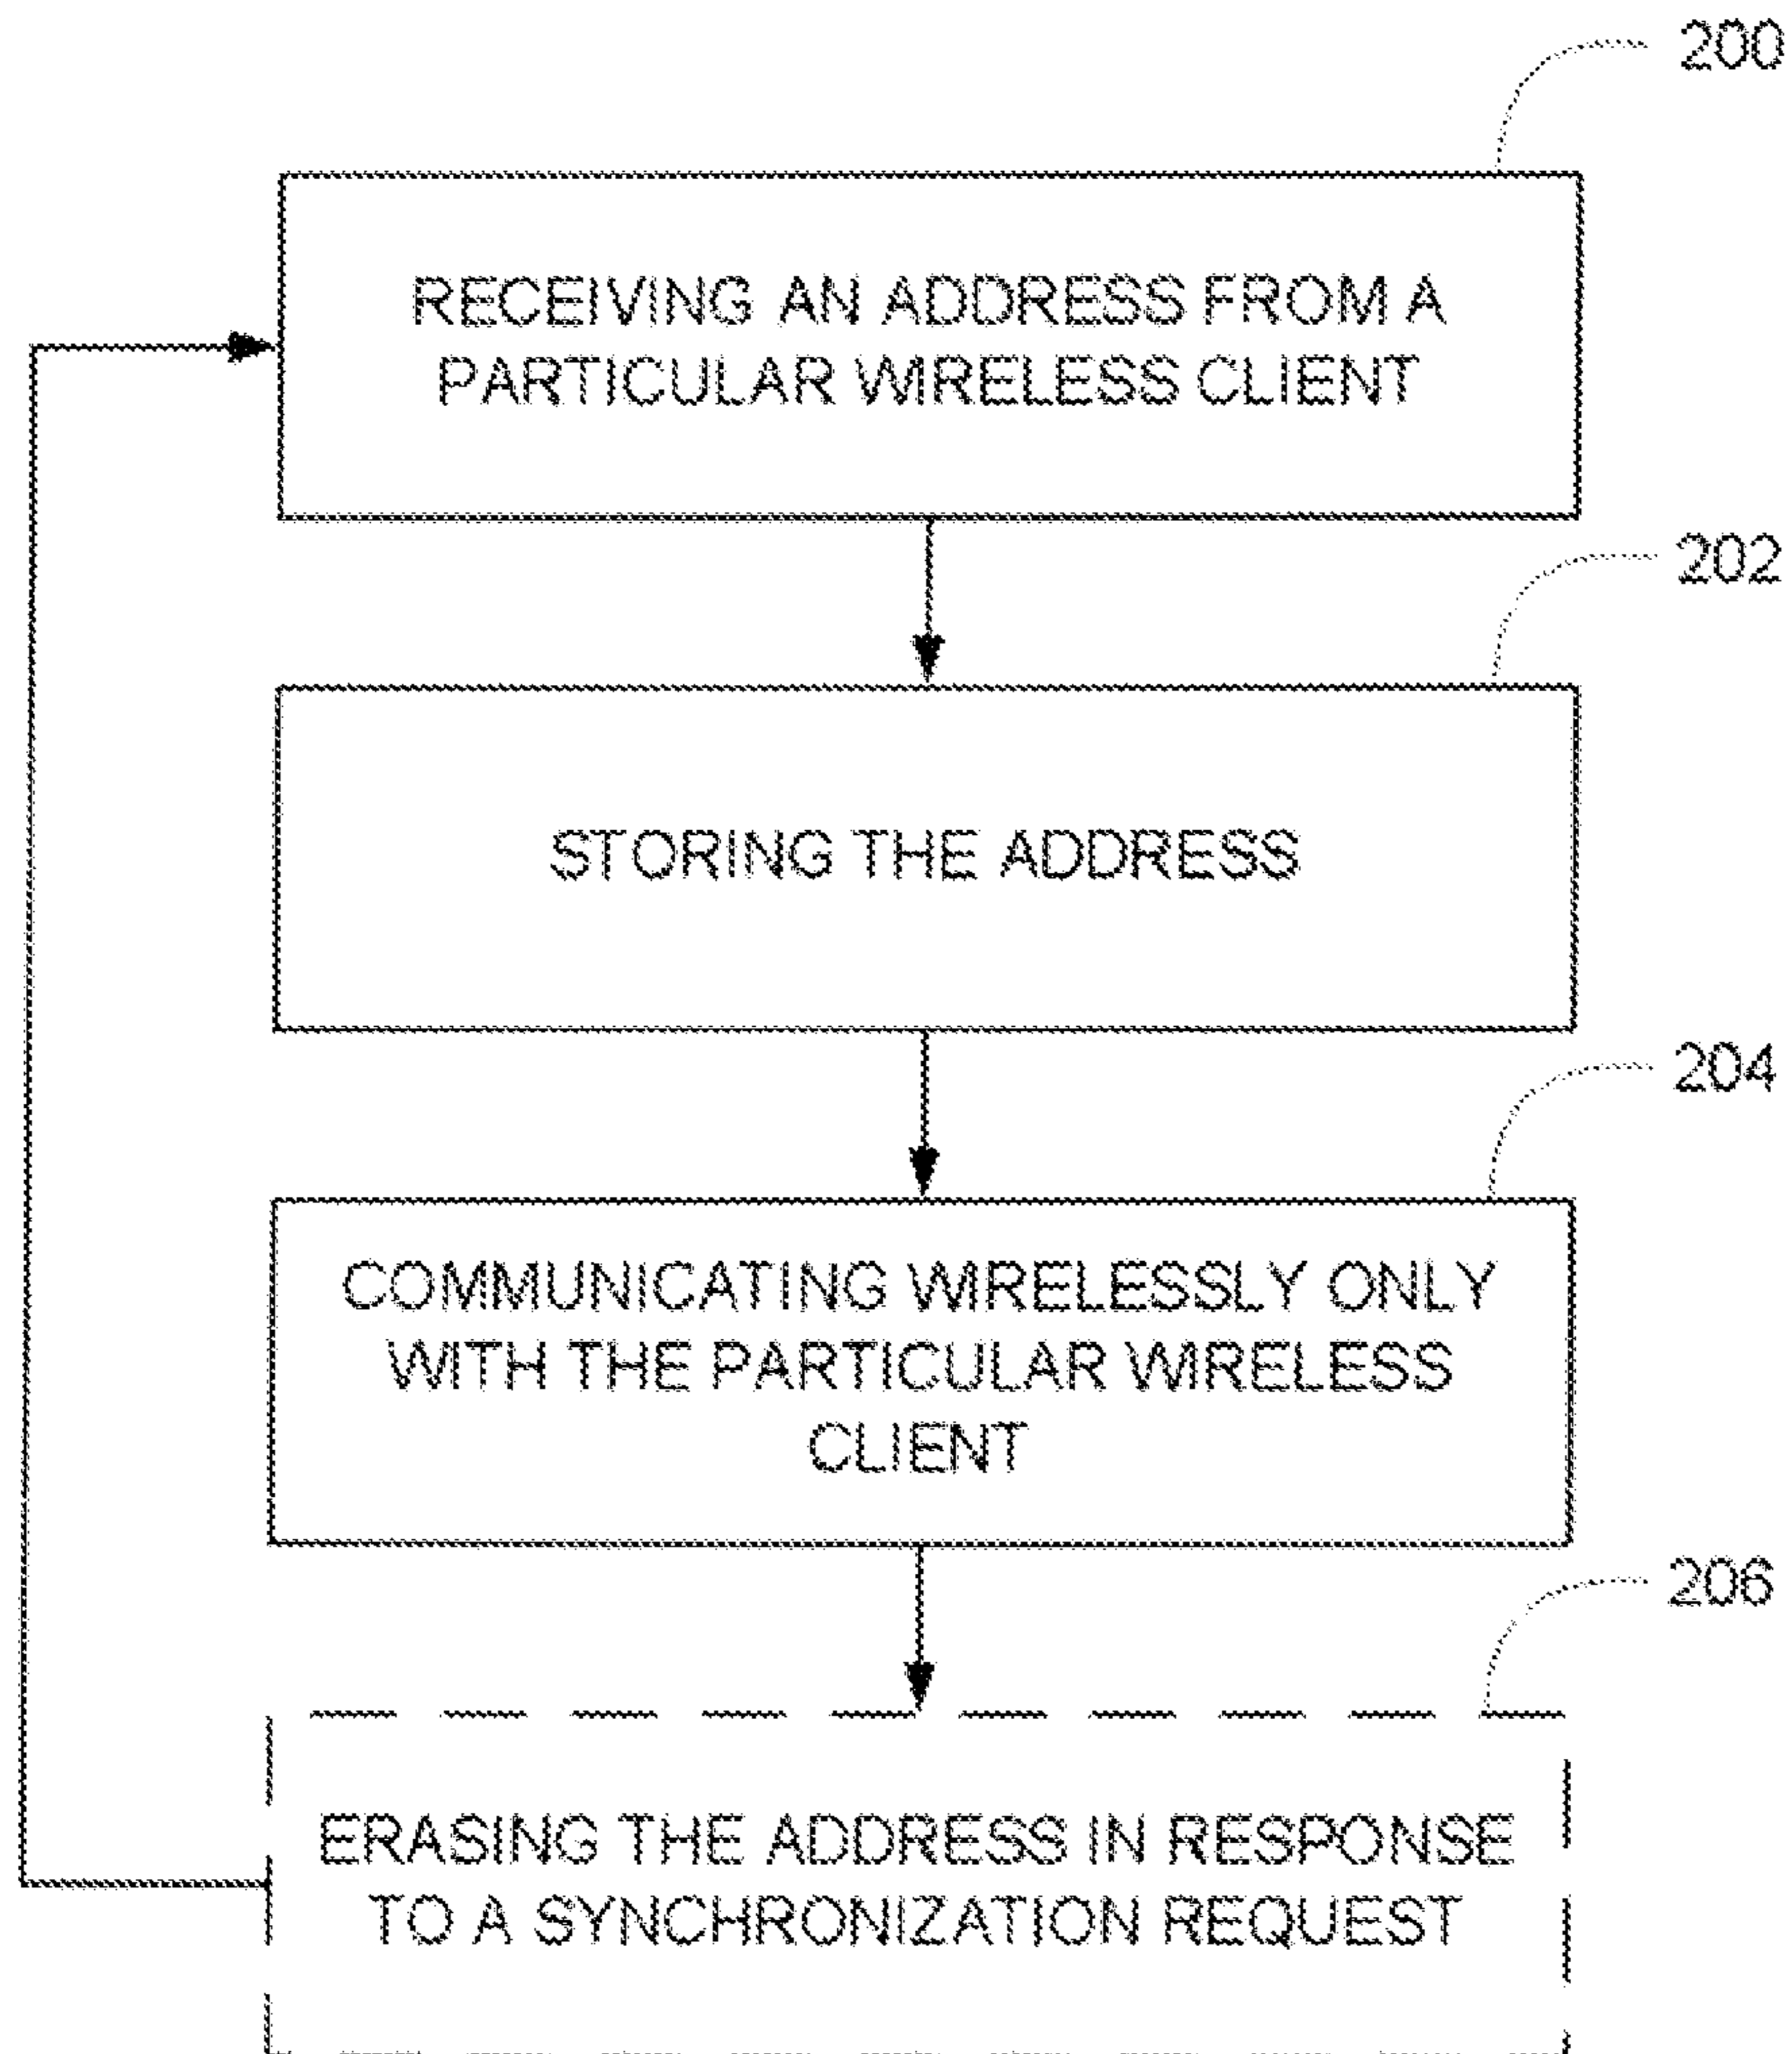 200
RECEIVING AN ADDRESS FROM A
PARTICULAR WIRELESS CLIENT
202
STORING THE ADDRESS
204
COMMUNICATING WIRELESSLY ONLY
WITH THE PARTICULAR WIRELESS
CLIENT
206
ERASING THE ADDRESS IN RESPONSE
TO A SYNCHRONIZATION REQUEST